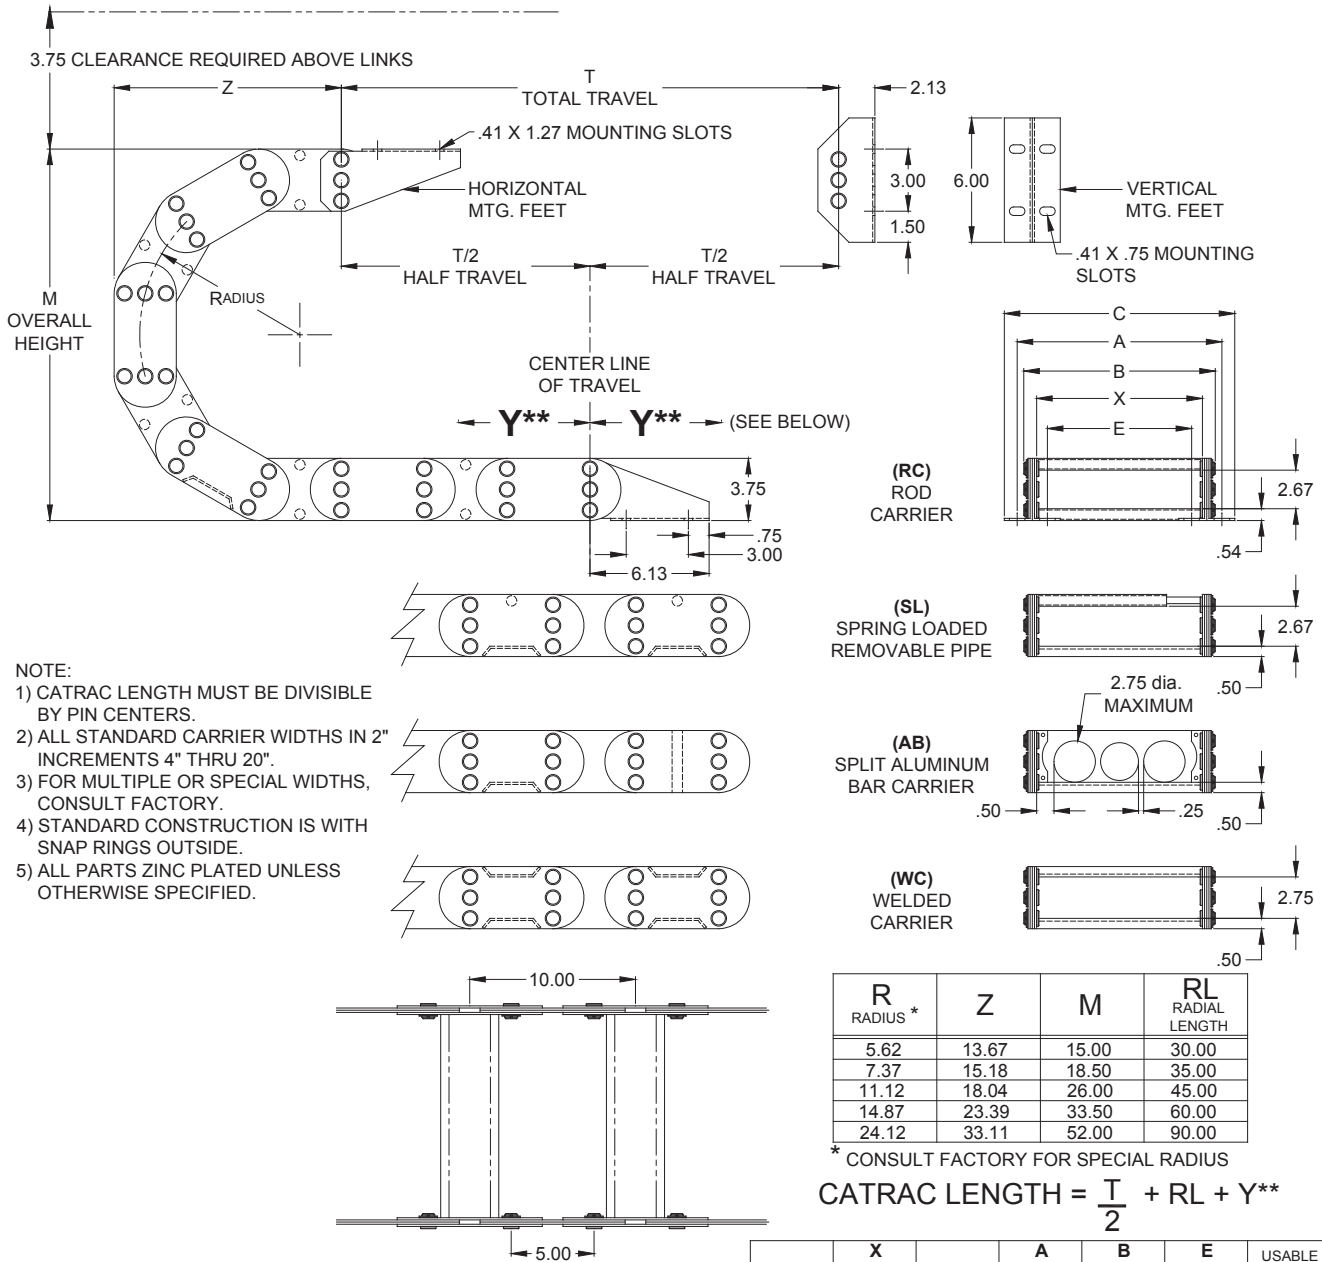 3.75 CLEARANCE REQUIRED ABOVE LINKS
Z
T
TOTAL TRAVEL
2.13
.41 X 1.27 MOUNTING SLOTS
HORIZONTAL
MTG. FEET
3.00
1.50
6.00
VERTICAL
MTG. FEET
.41 X .75 MOUNTING
SLOTS
T/2
HALF TRAVEL
T/2
HALF TRAVEL
RADIUS
M
OVERALL
HEIGHT
CENTER LINE
OF TRAVEL
Y**
Y**
(SEE BELOW)
3.75
.75
3.00
6.13
C
A
B
X
E
(RC)
ROD
CARRIER
2.67
.54
(SL)
SPRING LOADED
REMOVABLE PIPE
2.67
.50
NOTE:
1) CATRAC LENGTH MUST BE DIVISIBLE
BY PIN CENTERS.
2) ALL STANDARD CARRIER WIDTHS IN 2"
INCREMENTS 4" THRU 20".
3) FOR MULTIPLE OR SPECIAL WIDTHS,
CONSULT FACTORY.
4) STANDARD CONSTRUCTION IS WITH
SNAP RINGS OUTSIDE.
5) ALL PARTS ZINC PLATED UNLESS
OTHERWISE SPECIFIED.
2.75 dia.
MAXIMUM
(AB)
SPLIT ALUMINUM
BAR CARRIER
.50
.25
.50
(WC)
WELDED
CARRIER
2.75
.50
10.00
5.00
R RADIUS * Z M RL RADIAL LENGTH
5.62 13.67 15.00 30.00
7.37 15.18 18.50 35.00
11.12 18.04 26.00 45.00
14.87 23.39 33.50 60.00
24.12 33.11 52.00 90.00
* CONSULT FACTORY FOR SPECIAL RADIUS
CATRAC LENGTH = T/2 + RL + Y**
X A B E USABLE